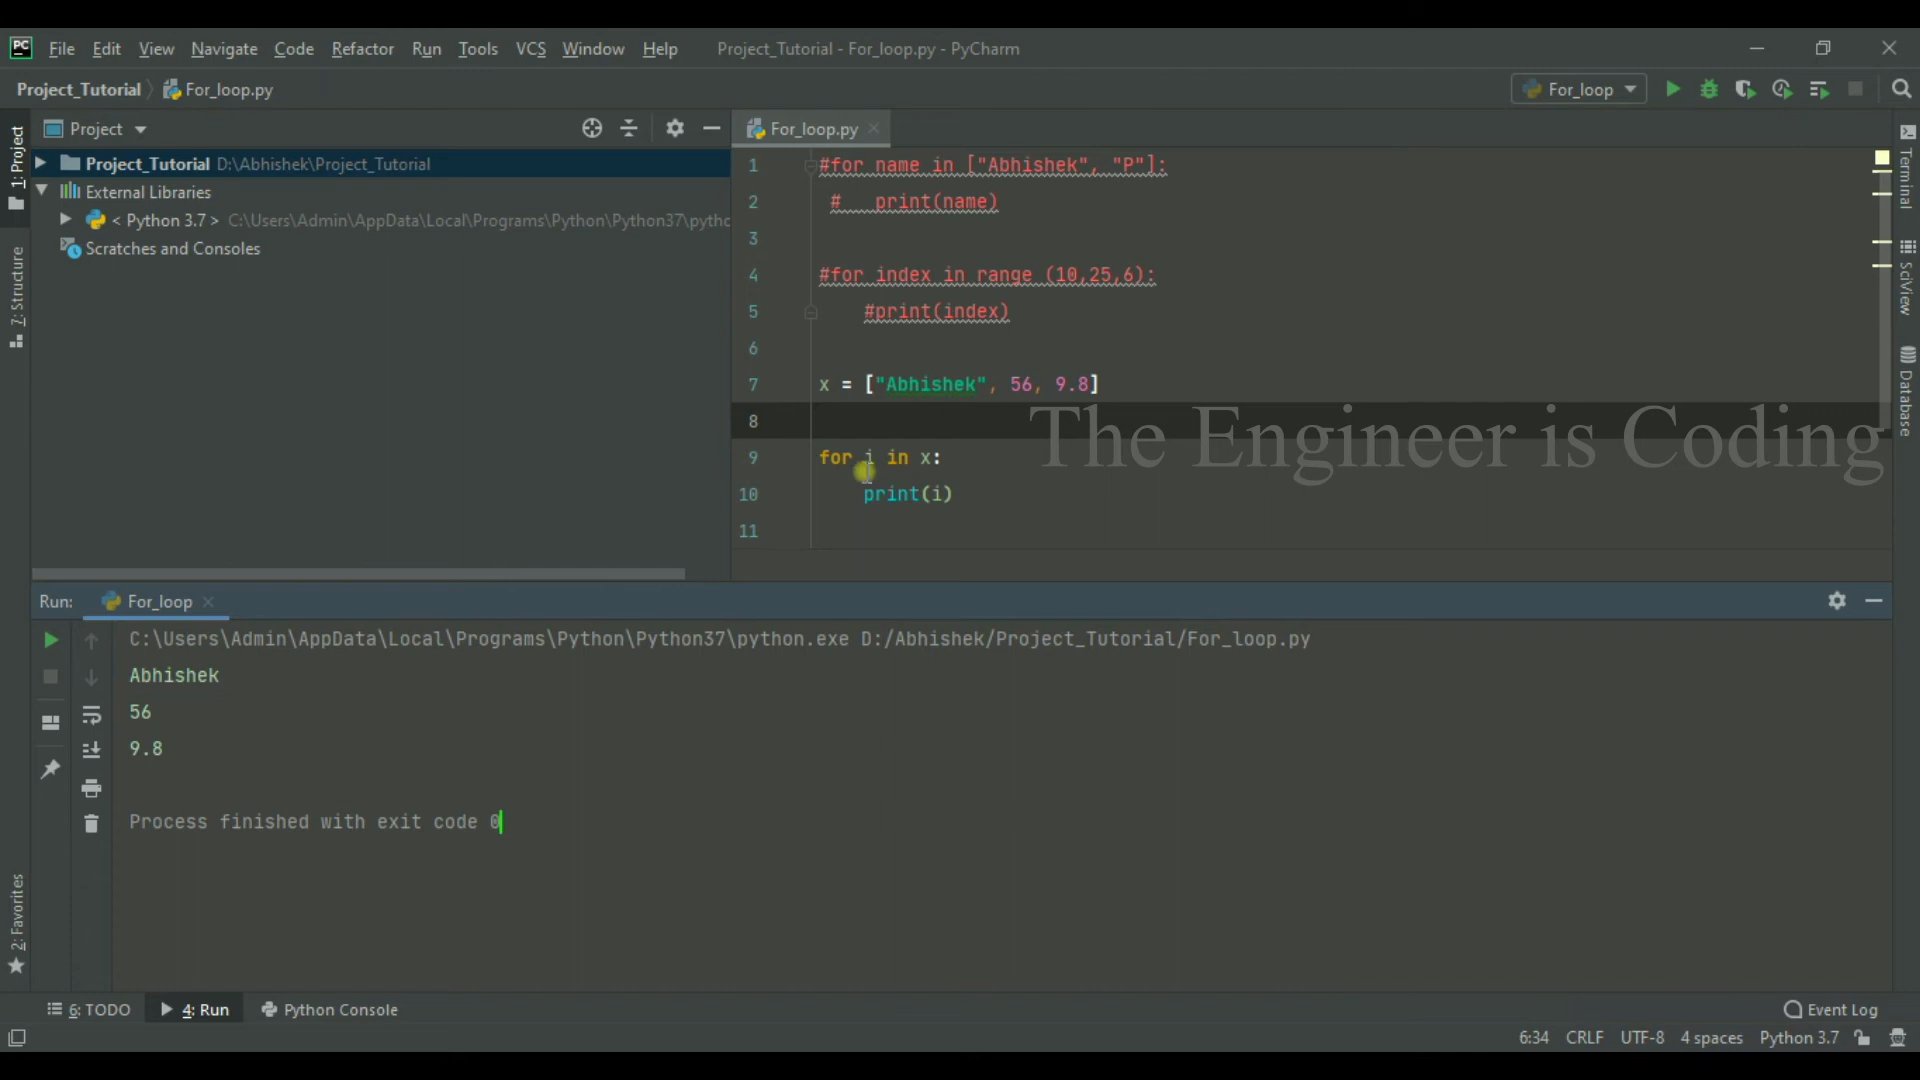 PC File Edit View Navigate Code Refactor Run Tools VCS Window Help Project_Tutorial - For_loop.py - PyCharm
Project_Tutorial For_loop.py For_loop
1: Project
Project
For_loop.py
Project_Tutorial D:\Abhishek\Project_Tutorial
External Libraries
< Python 3.7 > C:\Users\Admin\AppData\Local\Programs\Python\Python37\pytho
Scratches and Consoles
7: Structure
1 #for name in ["Abhishek", "P"]:
2 # print(name)
3
4 #for index in range (10,25,6):
5 #print(index)
6
7 x = ["Abhishek", 56, 9.8]
8
9 for i in x:
10 print(i)
11
The Engineer is Coding
Terminal
SciView
Database
Run: For_loop
C:\Users\Admin\AppData\Local\Programs\Python\Python37\python.exe D:/Abhishek/Project_Tutorial/For_loop.py
Abhishek
56
9.8
Process finished with exit code 0
2: Favorites
6: TODO 4: Run Python Console Event Log
6:34 CRLF UTF-8 4 spaces Python 3.7